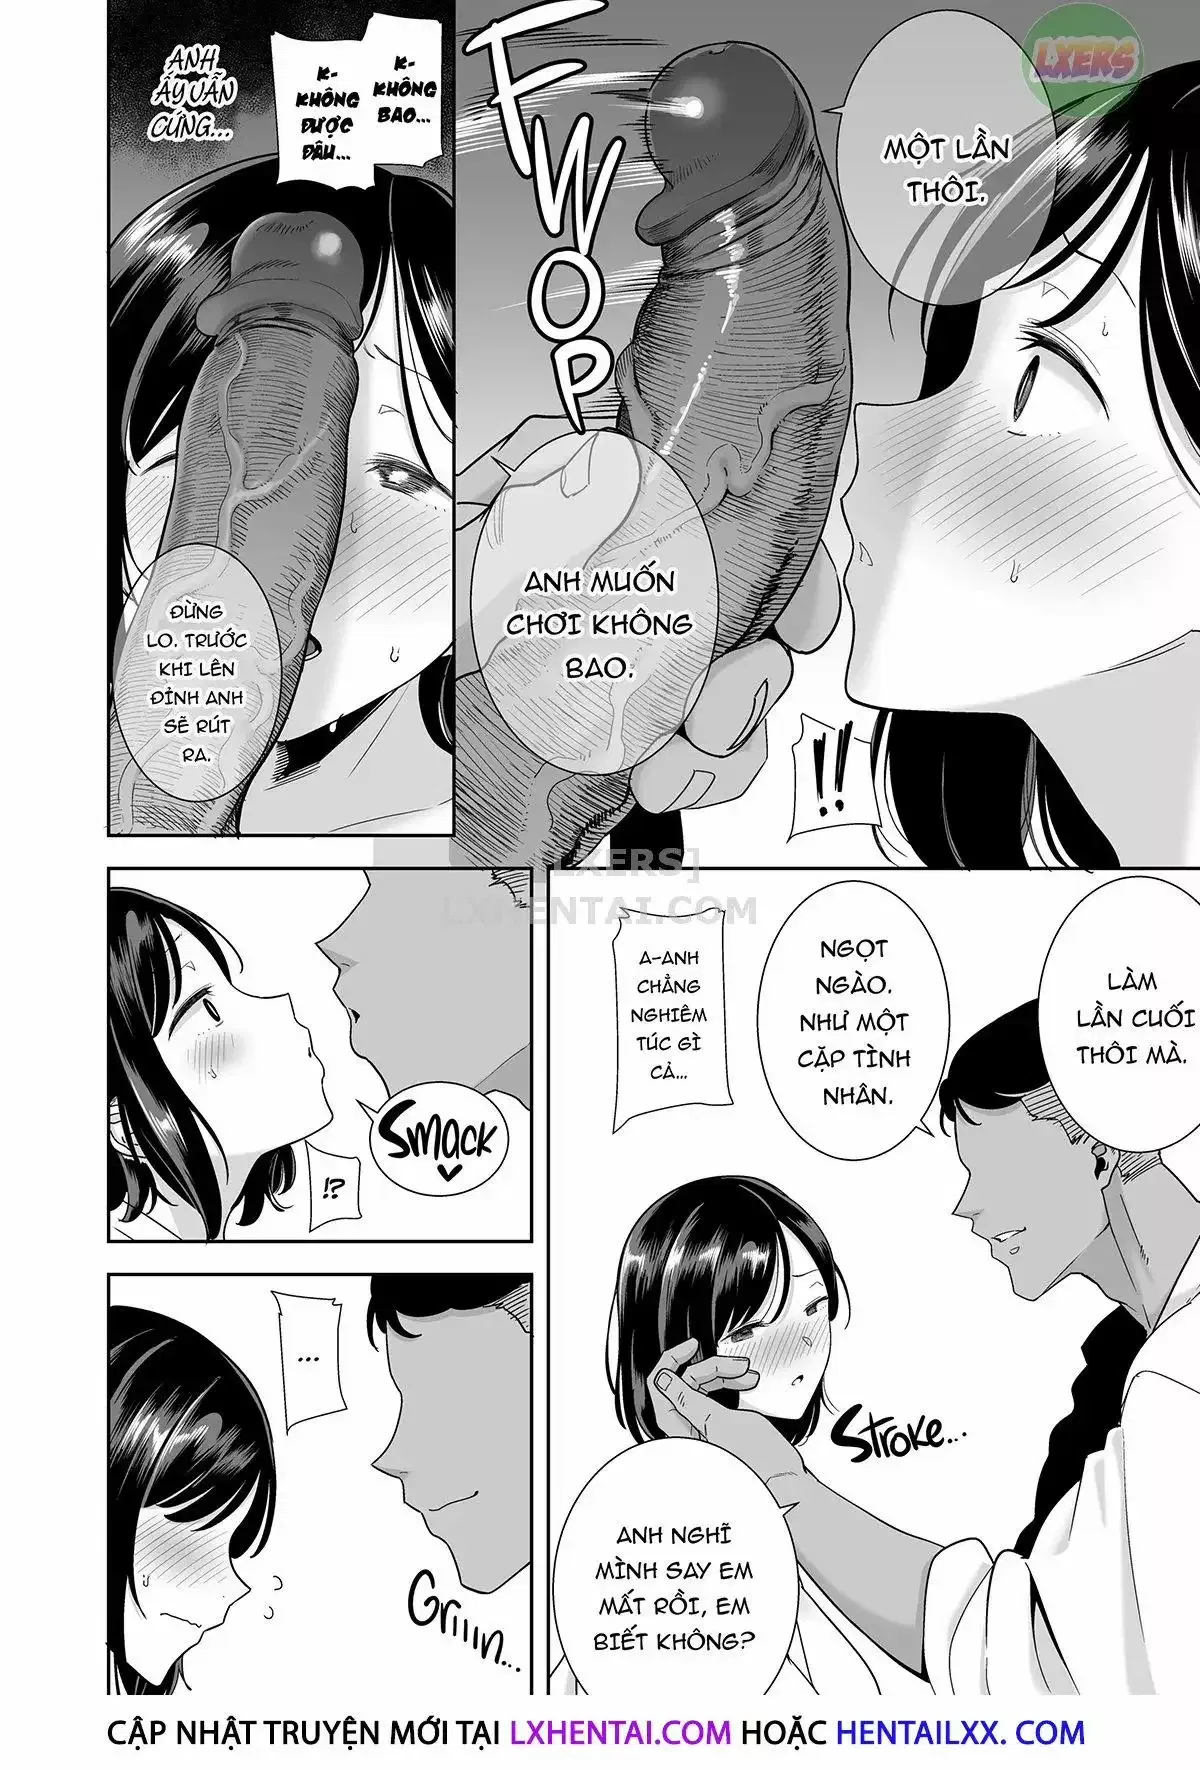 LXERS
MỘT LẦN
THÔI.
FWOP
ANH MUỐN
CHƠI KHÔNG
BAO.
!!
K-
KHÔNG
BAO...
K-
KHÔNG
ĐƯỢC
ĐÂU...
ANH
ẤY VẪN
CỨNG...
ĐỪNG
LO. TRƯỚC
KHI LÊN
ĐỈNH ANH
SẼ RÚT
RA.
[LXERS]
LXHENTAI.COM
LÀM
LẦN CUỐI
THÔI MÀ.
NGỌT
NGÀO.
NHƯ MỘT
CẶP TÌNH
NHÂN.
A-ANH
CHẲNG
NGHIÊM
TÚC GÌ
CẢ...
STROKE...
ANH NGHĨ
MÌNH SAY EM
MẤT RỒI, EM
BIẾT KHÔNG?
SMACK
!?
...
GRIIIN...
CẬP NHẬT TRUYỆN MỚI TẠI LXHENTAI.COM HOẶC HENTAILXX. COM